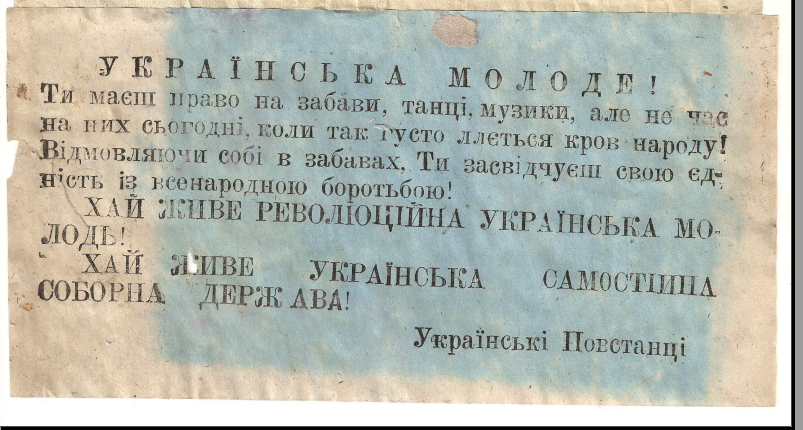 УКРАЇНСЬКА МОЛОДЕ!
Ти маєш право на забави, танці, музики, але не час
на них сьогодні, коли так густо ллється кров народу!
Відмовляючи собі в забавах, Ти засвідчуєш свою єд-
ність із всенародною боротьбою!
ХАЙ ЖИВЕ РЕВОЛЮЦІЙНА УКРАЇНСЬКА МО-
ЛОДЬ!
ХАЙ ЖИВЕ УКРАЇНСЬКА САМОСТІЙНА
СОБОРНА ДЕРЖАВА!
Українські Повстанці